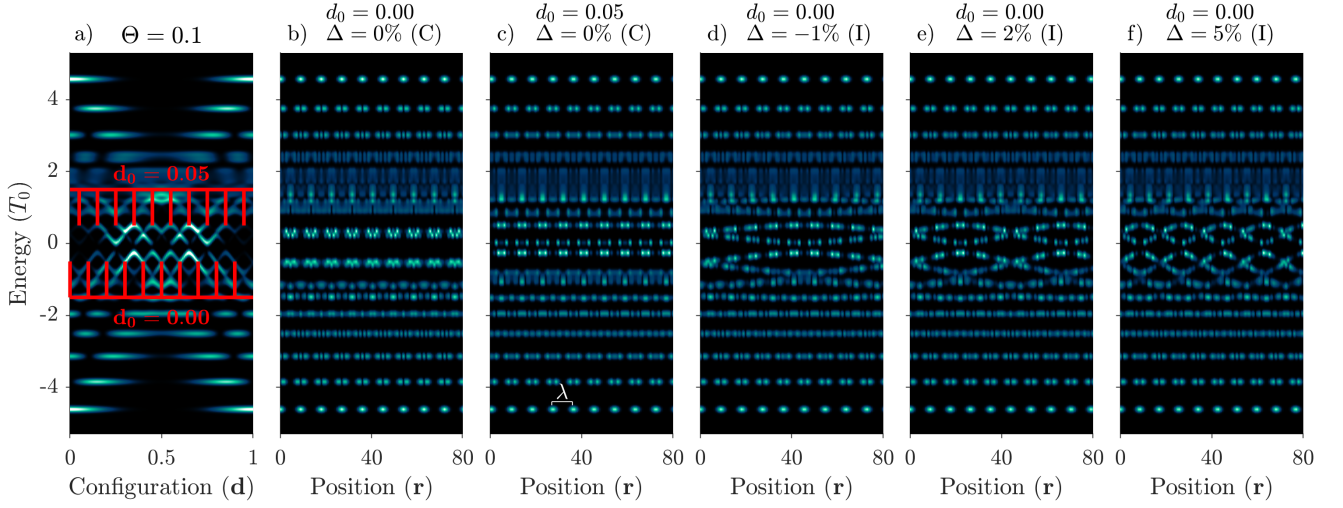 a) Θ = 0.1
b) d₀ = 0.00
Δ = 0% (C)
c) d₀ = 0.05
Δ = 0% (C)
d) d₀ = 0.00
Δ = −1% (I)
e) d₀ = 0.00
Δ = 2% (I)
f) d₀ = 0.00
Δ = 5% (I)
Energy (T₀)
4
2
0
-2
-4
d₀ = 0.05
d₀ = 0.00
λ
0 0.5 1
0 40 80
0 40 80
0 40 80
0 40 80
0 40 80
Configuration (d)
Position (r)
Position (r)
Position (r)
Position (r)
Position (r)